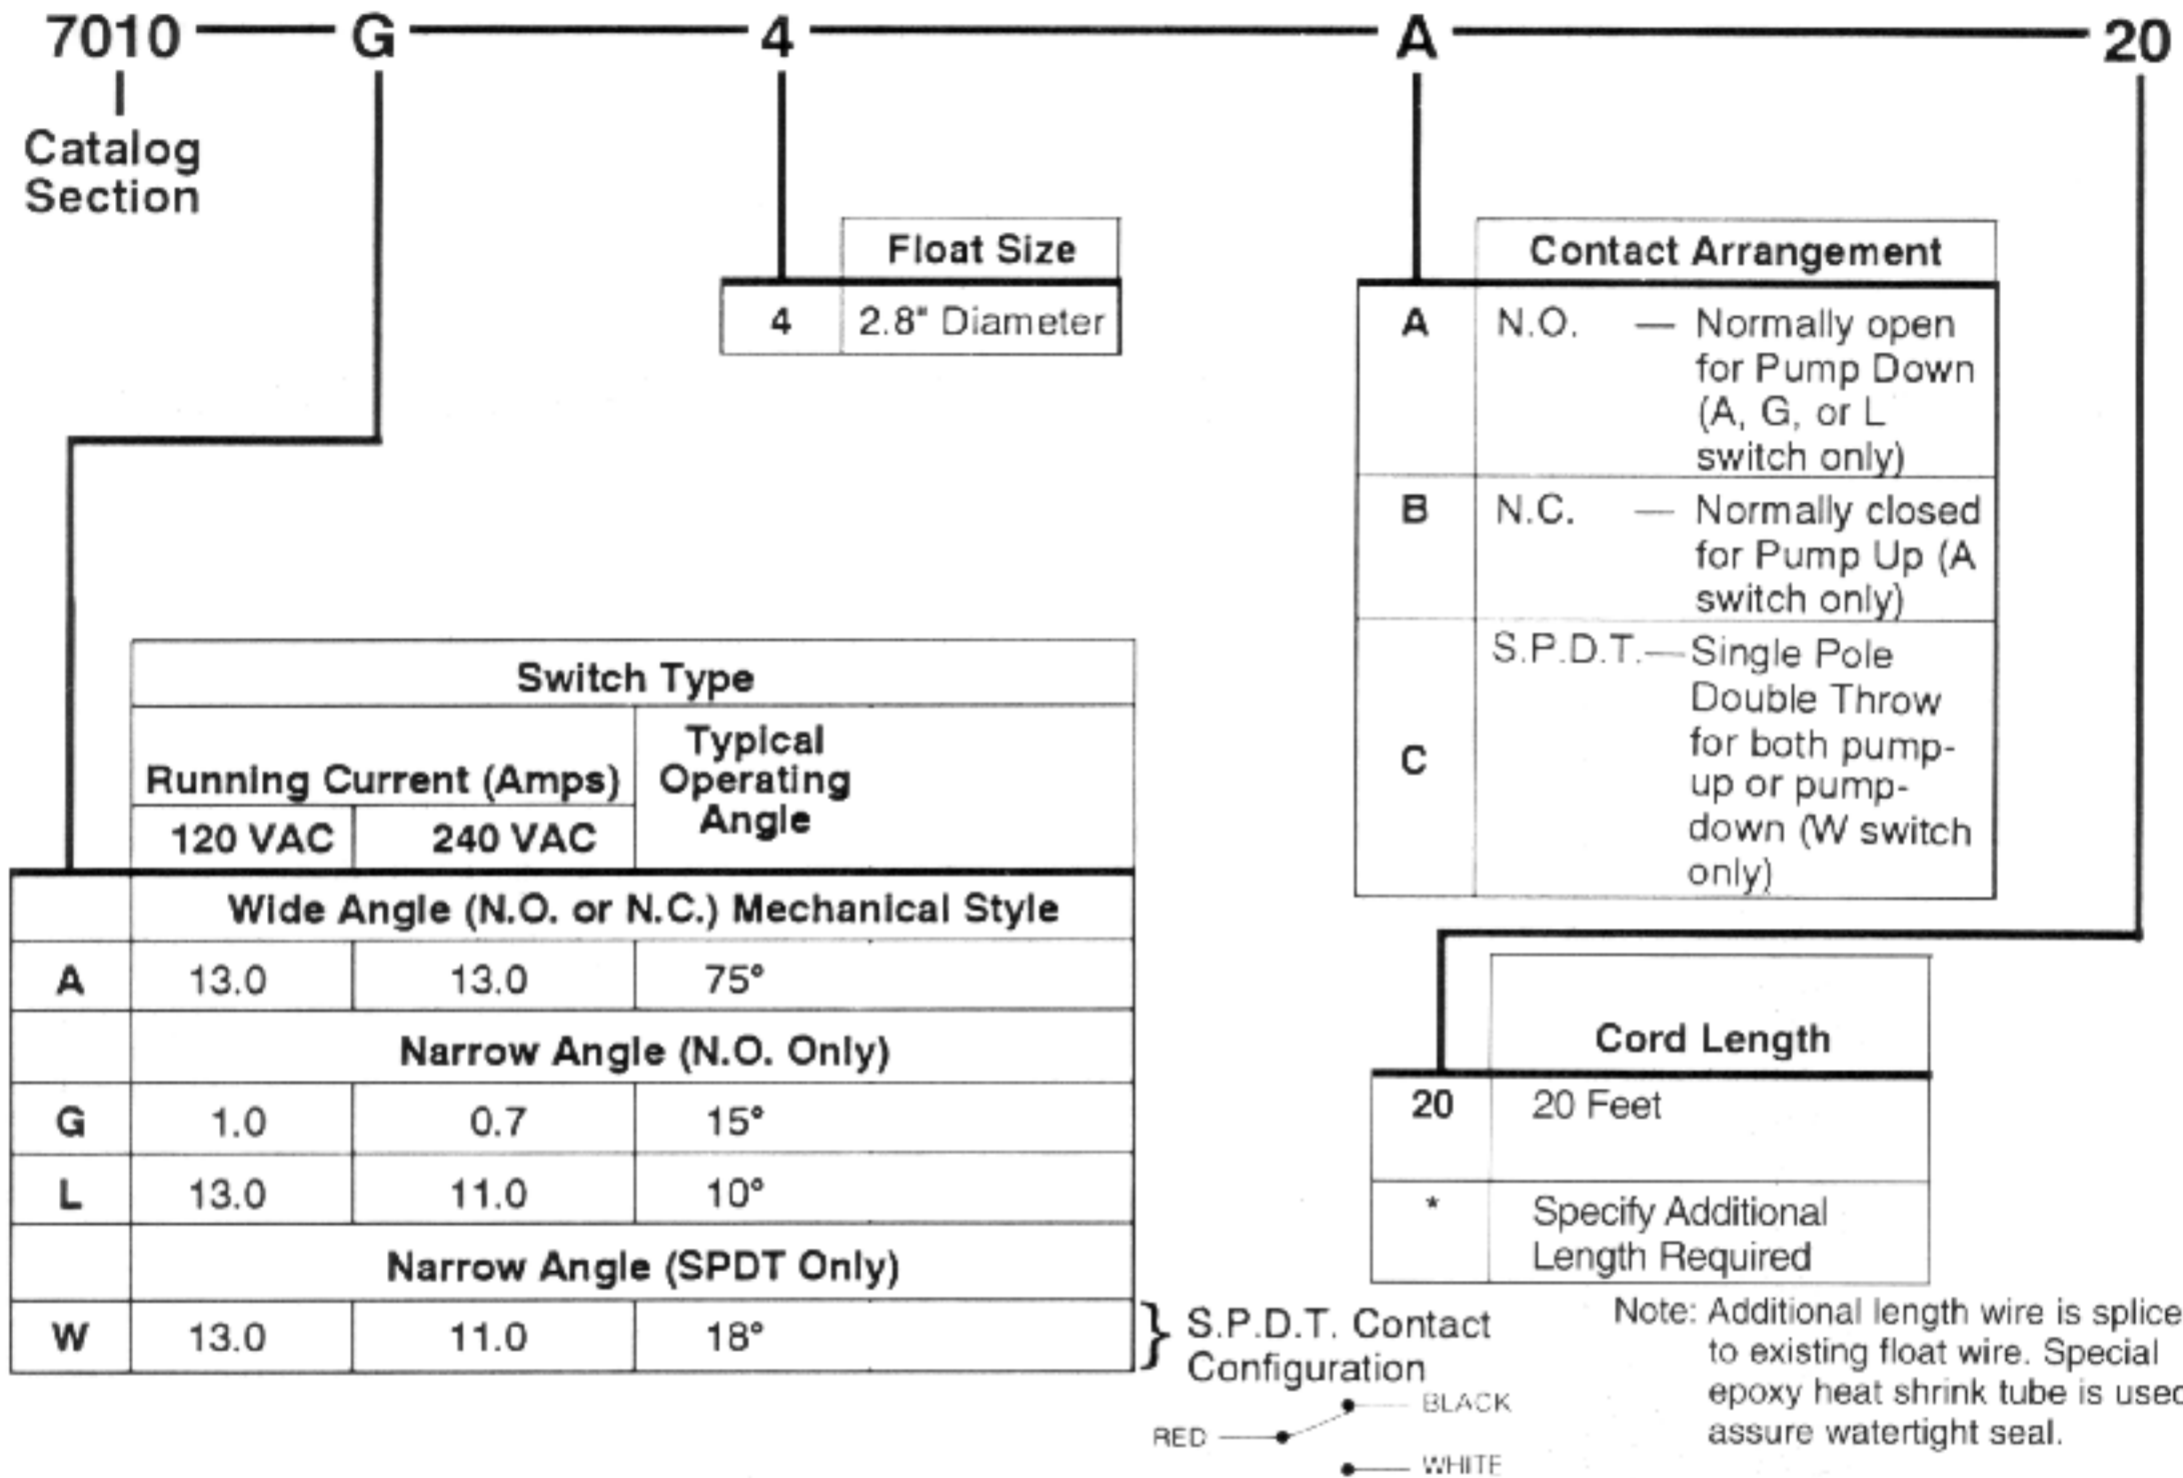 7010 G 4 A 20
Catalog
Section
Float Size
4 2.8" Diameter
Contact Arrangement
A N.O. — Normally open
for Pump Down
(A, G, or L
switch only)
B N.C. — Normally closed
for Pump Up (A
switch only)
C S.P.D.T.— Single Pole
Double Throw
for both pump-
up or pump-
down (W switch
only)
Switch Type
Running Current (Amps)
Typical
Operating
Angle
120 VAC 240 VAC
Wide Angle (N.O. or N.C.) Mechanical Style
A 13.0 13.0 75°
Narrow Angle (N.O. Only)
G 1.0 0.7 15°
L 13.0 11.0 10°
Narrow Angle (SPDT Only)
W 13.0 11.0 18°
S.P.D.T. Contact
Configuration
RED
BLACK
WHITE
Cord Length
20 20 Feet
* Specify Additional
Length Required
Note: Additional length wire is splice
to existing float wire. Special
epoxy heat shrink tube is used
assure watertight seal.